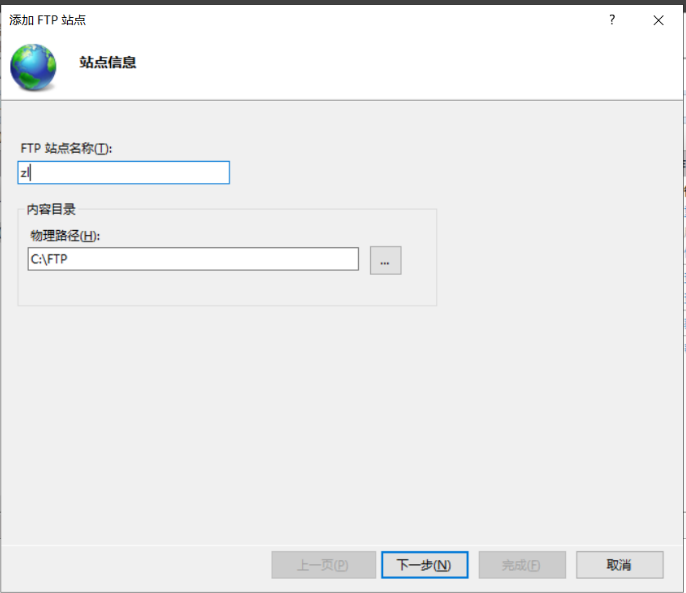 添加 FTP 站点
?
站点信息
FTP 站点名称(T):
zl
内容目录
物理路径(H):
C:\FTP
...
上一页(P)
下一步(N)
完成(F)
取消